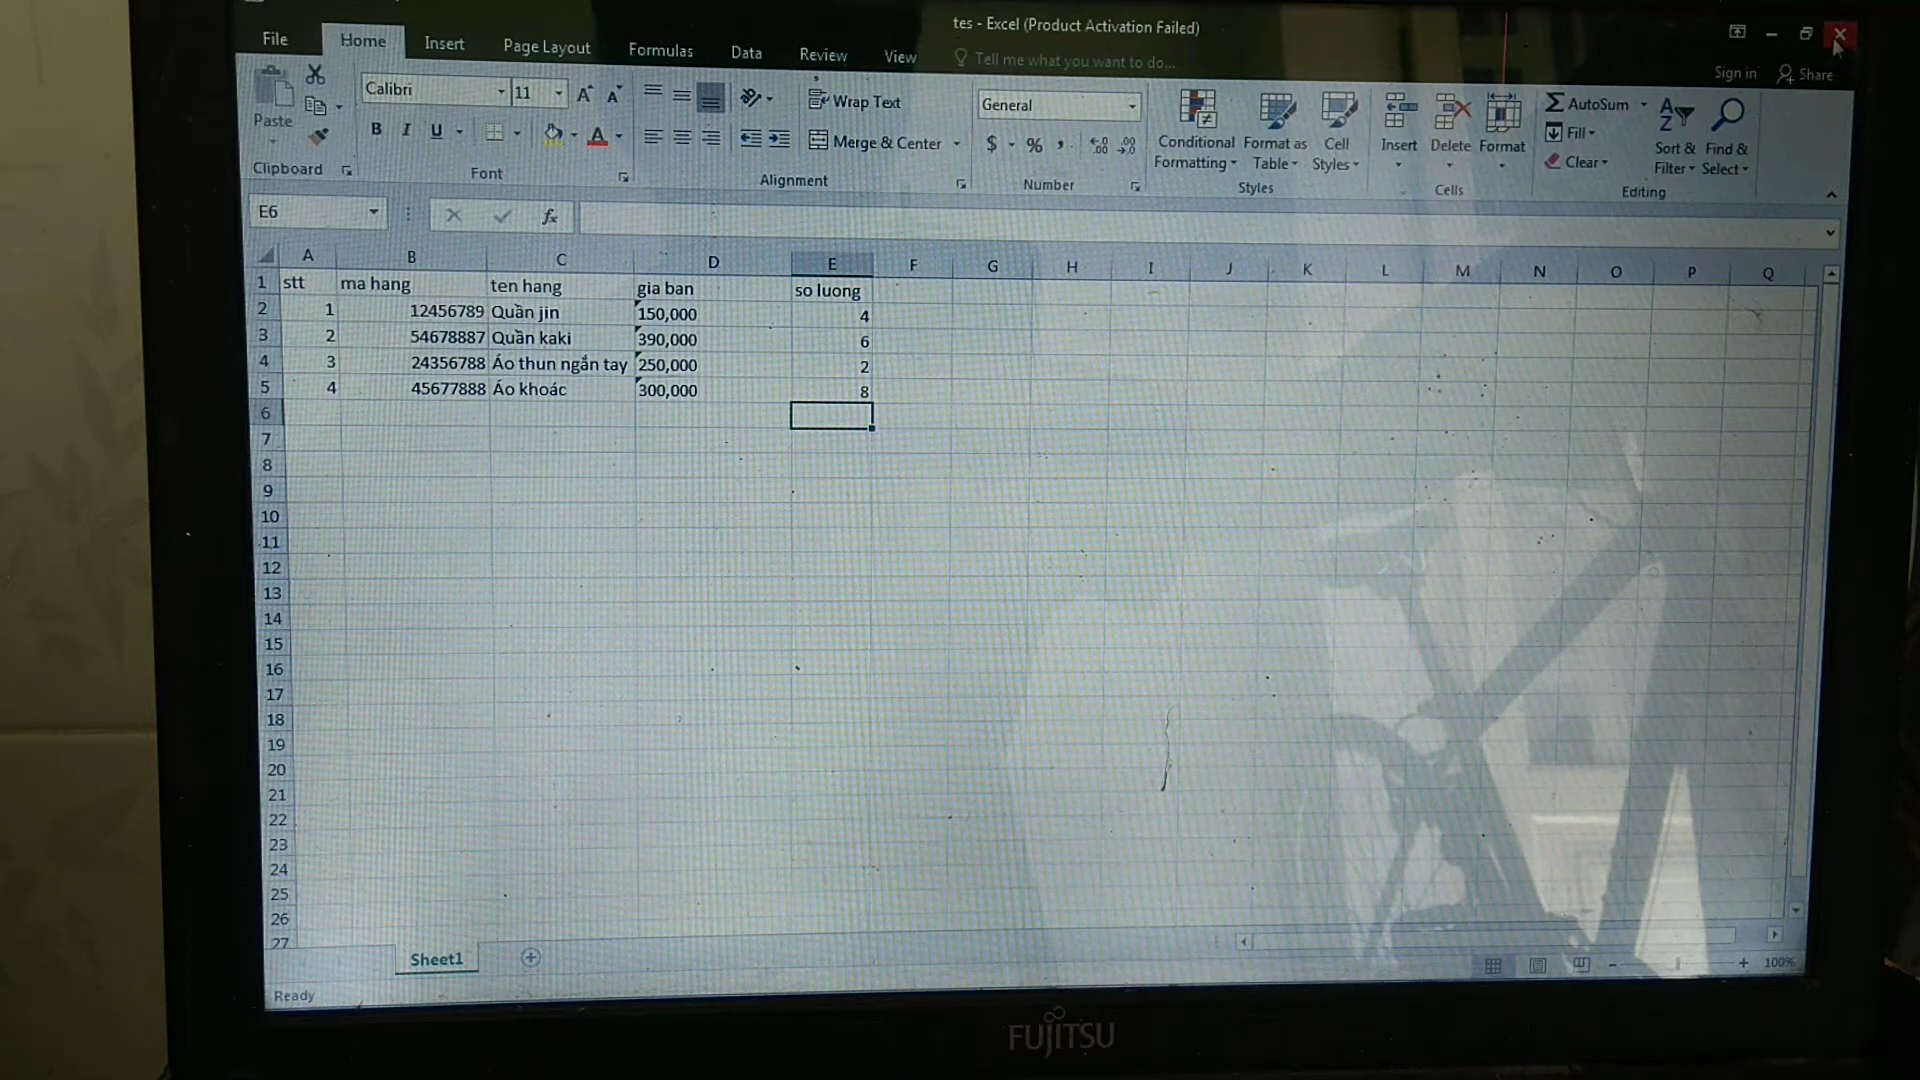 tes - Excel (Product Activation Failed)
File Home Insert Page Layout Formulas Data Review View Tell me what you want to do... Sign in Share
Calibri 11 Wrap Text General AutoSum
Paste B I U Merge & Center $ % , Conditional Formatting Format as Table Cell Styles Insert Delete Format Fill Clear Sort & Filter Find & Select
Clipboard Font Alignment Number Styles Cells Editing
E6 fx
A B C D E F G H I J K L M N O P Q
1 stt ma hang ten hang gia ban so luong
2 1 12456789 Quần jin 150,000 4
3 2 54678887 Quần kaki 390,000 6
4 3 24356788 Áo thun ngắn tay 250,000 2
5 4 45677888 Áo khoác 300,000 8
6
7
8
9
10
11
12
13
14
15
16
17
18
19
20
21
22
23
24
25
26
27
Sheet1
Ready 100%
FUJITSU